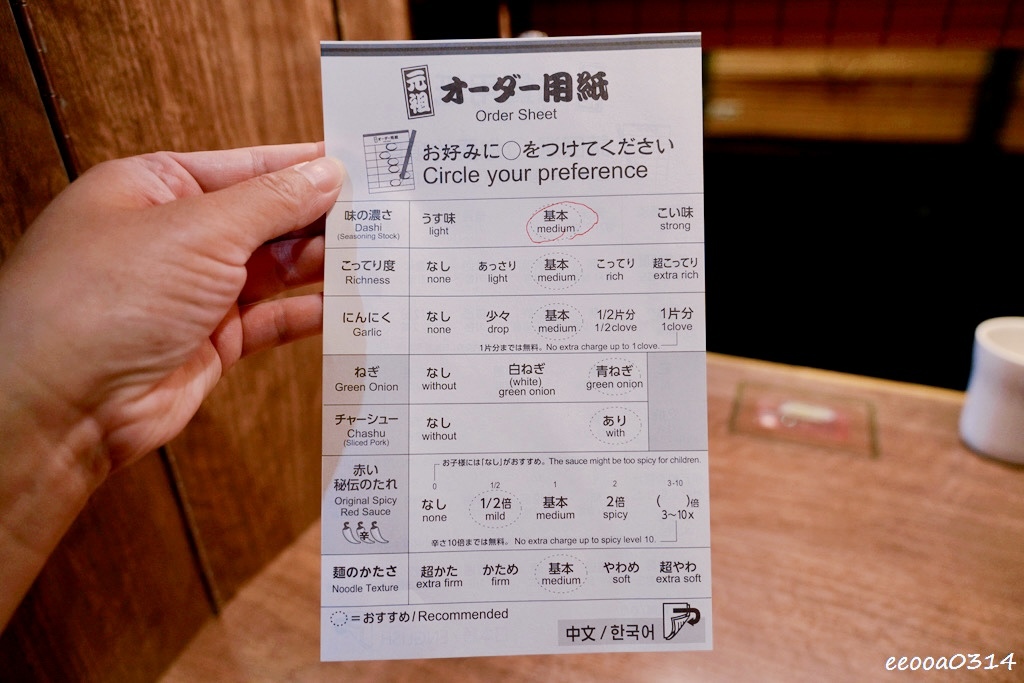 元祖 オーダー用紙
Order Sheet
お好みに○をつけてください
Circle your preference
味の濃さ うす味 基本 こい味
Dashi light medium strong
(Seasoning Stock)
こってり度 なし あっさり 基本 こってり 超こってり
Richness none light medium rich extra rich
にんにく なし 少々 基本 1/2片分 1片分
Garlic none drop medium 1/2clove 1clove
1片分までは無料。No extra charge up to 1clove.
ねぎ なし 白ねぎ 青ねぎ
Green Onion without (white) green onion
green onion
チャーシュー なし あり
Chashu without with
(Sliced Pork)
お子様には「なし」がおすすめ。The sauce might be too spicy for children.
赤い
秘伝のたれ
Original Spicy
Red Sauce
辛
0 1/2 1 2 3-10
なし 1/2倍 基本 2倍 ( )倍
none mild medium spicy 3~10x
辛さ10倍までは無料。No extra charge up to spicy level 10.
麺のかたさ 超かた かため 基本 やわめ 超やわ
Noodle Texture extra firm firm medium soft extra soft
=おすすめ/Recommended
中文/한국어
eeooa0314